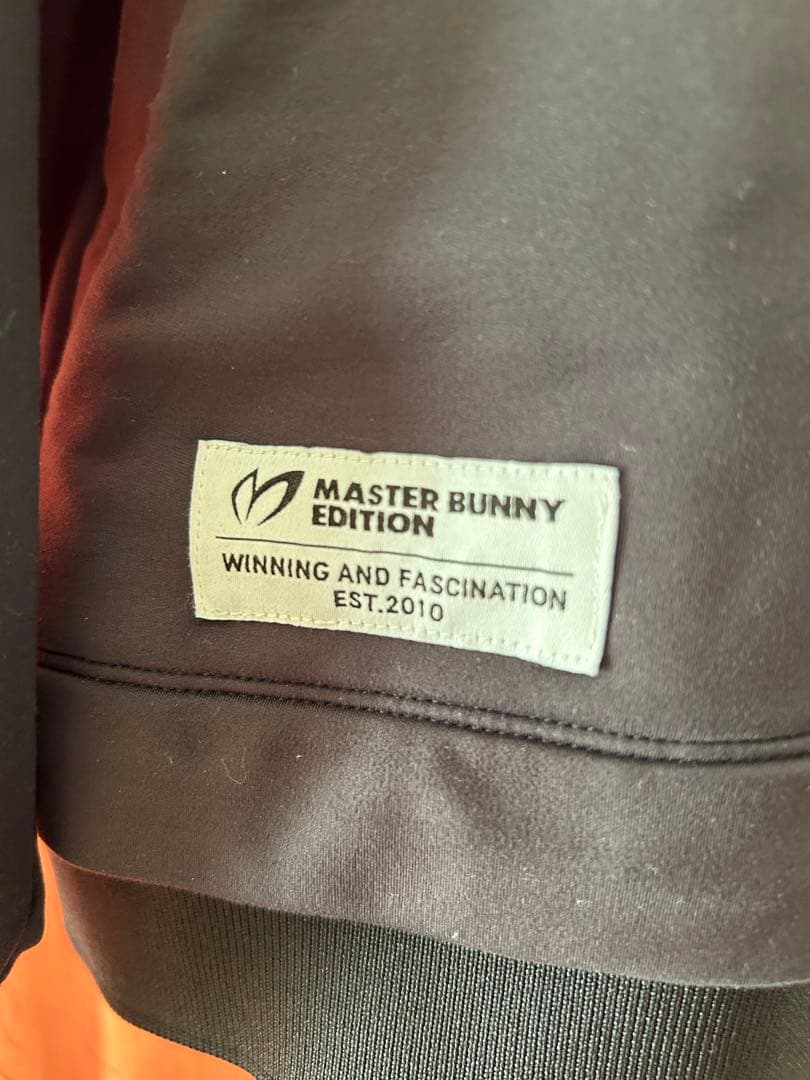 MASTER BUNNY
EDITION
WINNING AND FASCINATION
EST.2010